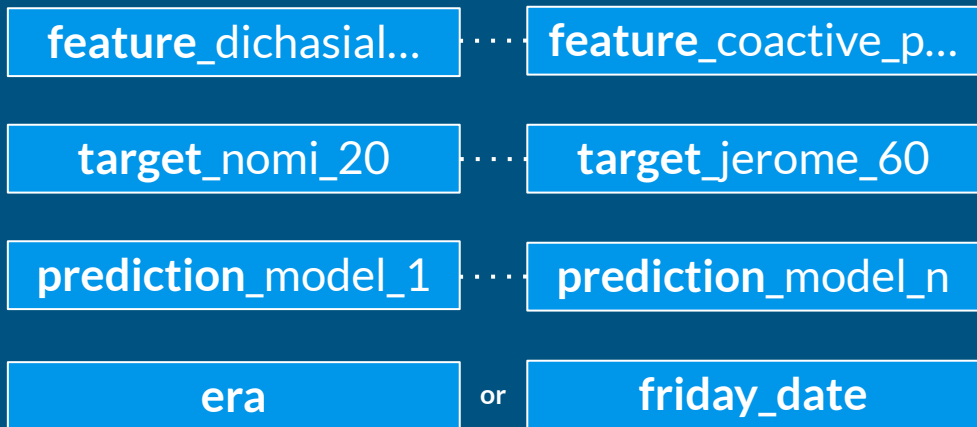 feature_dichasial... feature_coactive_p...
target_nomi_20 target_jerome_60
prediction_model_1 prediction_model_n
era or friday_date